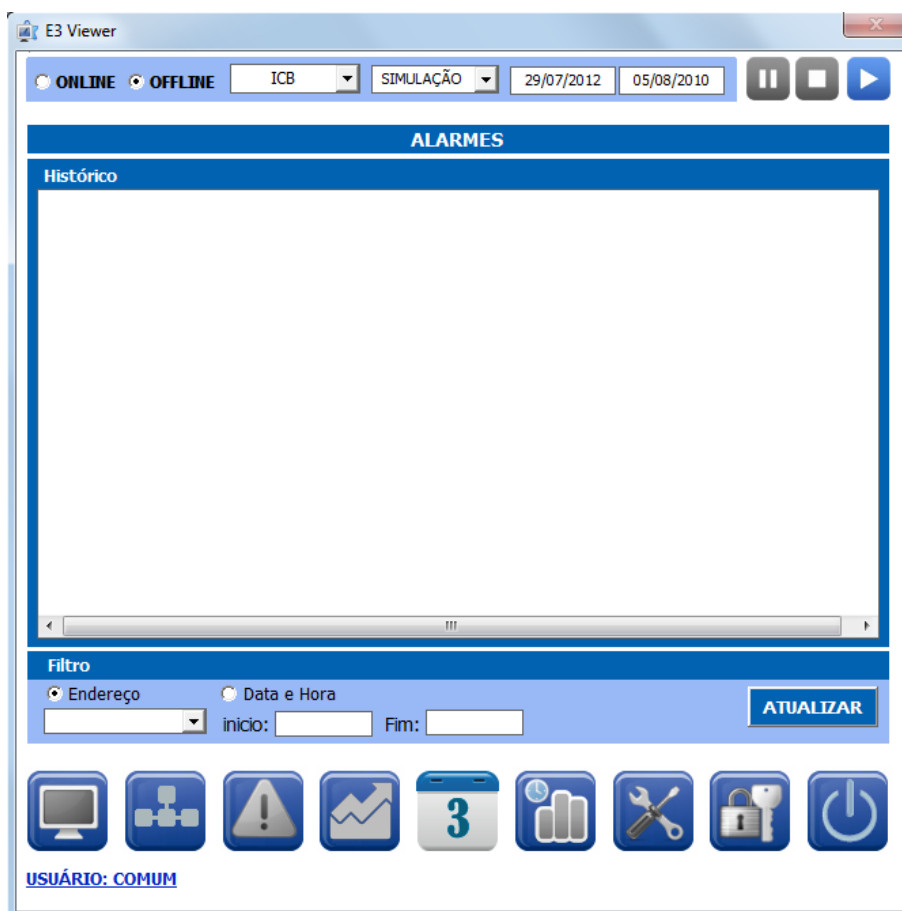 E3 Viewer
ONLINE OFFLINE ICB SIMULAÇÃO 29/07/2012 05/08/2010
ALARMES
Histórico
Filtro
Endereço Data e Hora
inicio: Fim:
ATUALIZAR
3
USUÁRIO: COMUM